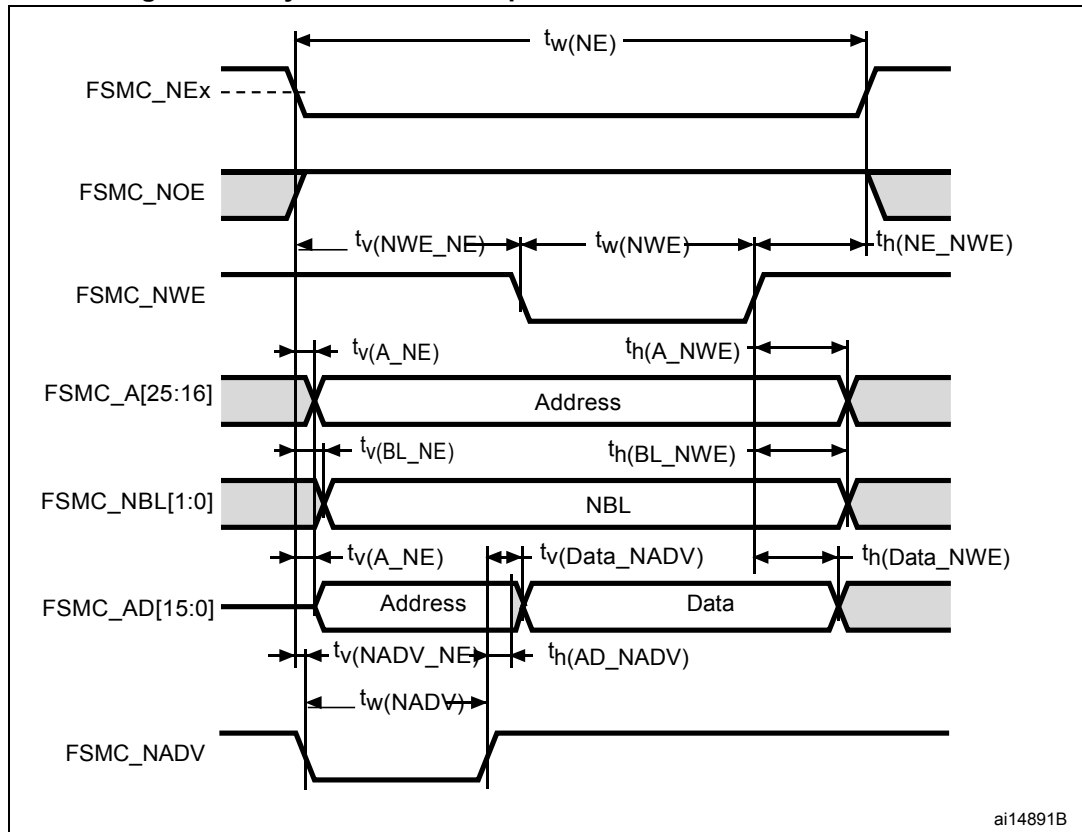 tw(NE)
FSMC_NEx
FSMC_NOE
tv(NWE_NE)
tw(NWE)
th(NE_NWE)
FSMC_NWE
tv(A_NE)
th(A_NWE)
FSMC_A[25:16]
Address
tv(BL_NE)
th(BL_NWE)
FSMC_NBL[1:0]
NBL
tv(A_NE)
tv(Data_NADV)
th(Data_NWE)
FSMC_AD[15:0]
Address
Data
tv(NADV_NE)
th(AD_NADV)
tw(NADV)
FSMC_NADV
ai14891B